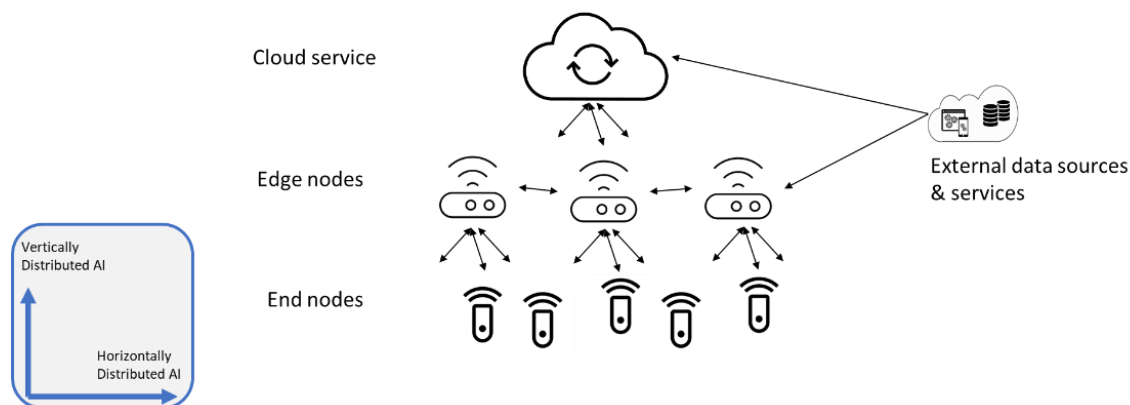 Cloud service
External data sources
& services
Edge nodes
Vertically
Distributed AI
End nodes
Horizontally
Distributed AI